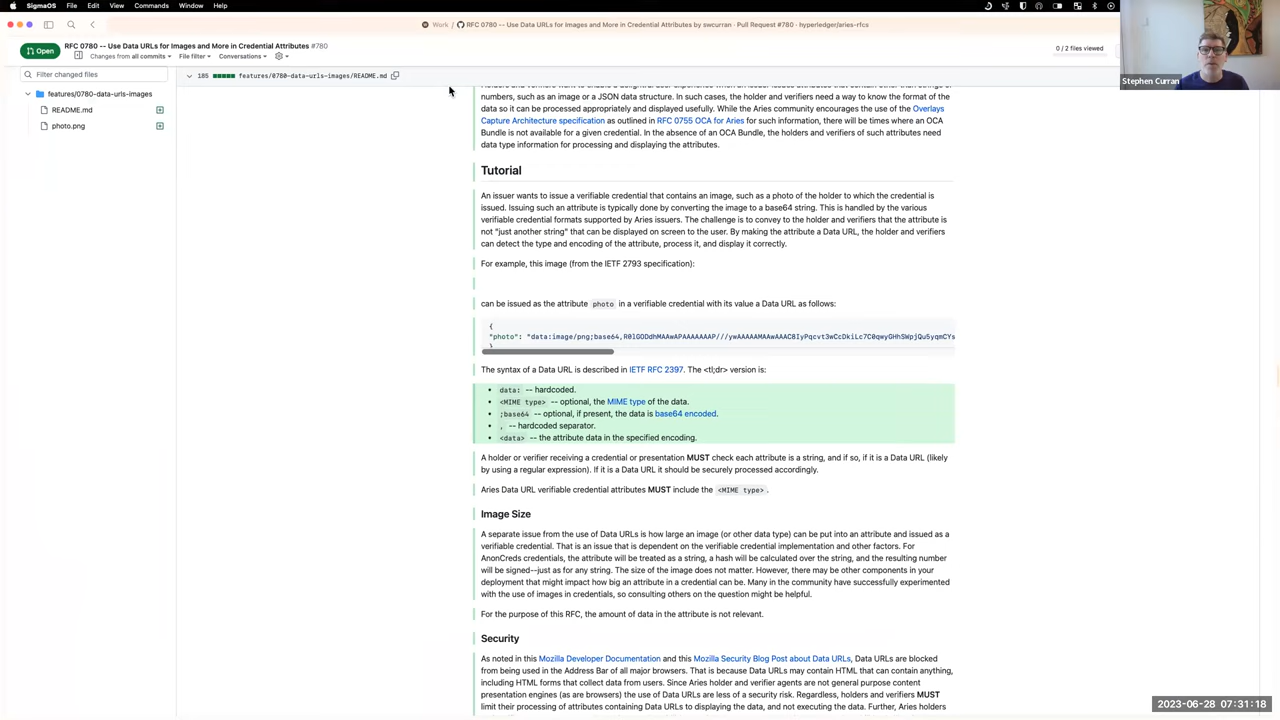 SigmaOS File Edit View Commands Window Help
Work / RFC 0780 -- Use Data URLs for Images and More in Credential Attributes by swcurran · Pull Request #780 · hyperledger/aries-rfcs
Open
RFC 0780 -- Use Data URLs for Images and More in Credential Attributes #780
Changes from all commits File filter Conversations
0 / 2 files viewed
Stephen Curran
Filter changed files
185 features/0780-data-urls-images/README.md
features/0780-data-urls-images
README.md
photo.png
numbers, such as an image or a JSON data structure. In such cases, the holder and verifiers need a way to know the format of the
data so it can be processed appropriately and displayed usefully. While the Aries community encourages the use of the Overlays
Capture Architecture specification as outlined in RFC 0755 OCA for Aries for such information, there will be times where an OCA
Bundle is not available for a given credential. In the absence of an OCA Bundle, the holders and verifiers of such attributes need
data type information for processing and displaying the attributes.
Tutorial
An issuer wants to issue a verifiable credential that contains an image, such as a photo of the holder to which the credential is
issued. Issuing such an attribute is typically done by converting the image to a base64 string. This is handled by the various
verifiable credential formats supported by Aries issuers. The challenge is to convey to the holder and verifiers that the attribute is
not "just another string" that can be displayed on screen to the user. By making the attribute a Data URL, the holder and verifiers
can detect the type and encoding of the attribute, process it, and display it correctly.
For example, this image (from the IETF 2793 specification):
can be issued as the attribute photo in a verifiable credential with its value a Data URL as follows:
{
"photo": "data:image/png;base64,R0lGODdhMAAwAPAAAAAAAP///ywAAAAAMAAwAAAC8IyPqcvt3wCcDkiLc7C0qwyGHhSWpjQu5yqmCYs
}
The syntax of a Data URL is described in IETF RFC 2397. The <tl;dr> version is:
• data: -- hardcoded.
• <MIME type> -- optional, the MIME type of the data.
• ;base64 -- optional, if present, the data is base64 encoded.
• , -- hardcoded separator.
• <data> -- the attribute data in the specified encoding.
A holder or verifier receiving a credential or presentation MUST check each attribute is a string, and if so, if it is a Data URL (likely
by using a regular expression). If it is a Data URL it should be securely processed accordingly.
Aries Data URL verifiable credential attributes MUST include the <MIME type>.
Image Size
A separate issue from the use of Data URLs is how large an image (or other data type) can be put into an attribute and issued as a
verifiable credential. That is an issue that is dependent on the verifiable credential implementation and other factors. For
AnonCreds credentials, the attribute will be treated as a string, a hash will be calculated over the string, and the resulting number
will be signed--just as for any string. The size of the image does not matter. However, there may be other components in your
deployment that might impact how big an attribute in a credential can be. Many in the community have successfully experimented
with the use of images in credentials, so consulting others on the question might be helpful.
For the purpose of this RFC, the amount of data in the attribute is not relevant.
Security
As noted in this Mozilla Developer Documentation and this Mozilla Security Blog Post about Data URLs, Data URLs are blocked
from being used in the Address Bar of all major browsers. That is because Data URLs may contain HTML that can contain anything,
including HTML forms that collect data from users. Since Aries holder and verifier agents are not general purpose content
presentation engines (as are browsers) the use of Data URLs are less of a security risk. Regardless, holders and verifiers MUST
limit their processing of attributes containing Data URLs to displaying the data, and not executing the data. Further, Aries holders
2023-06-28 07:31:18